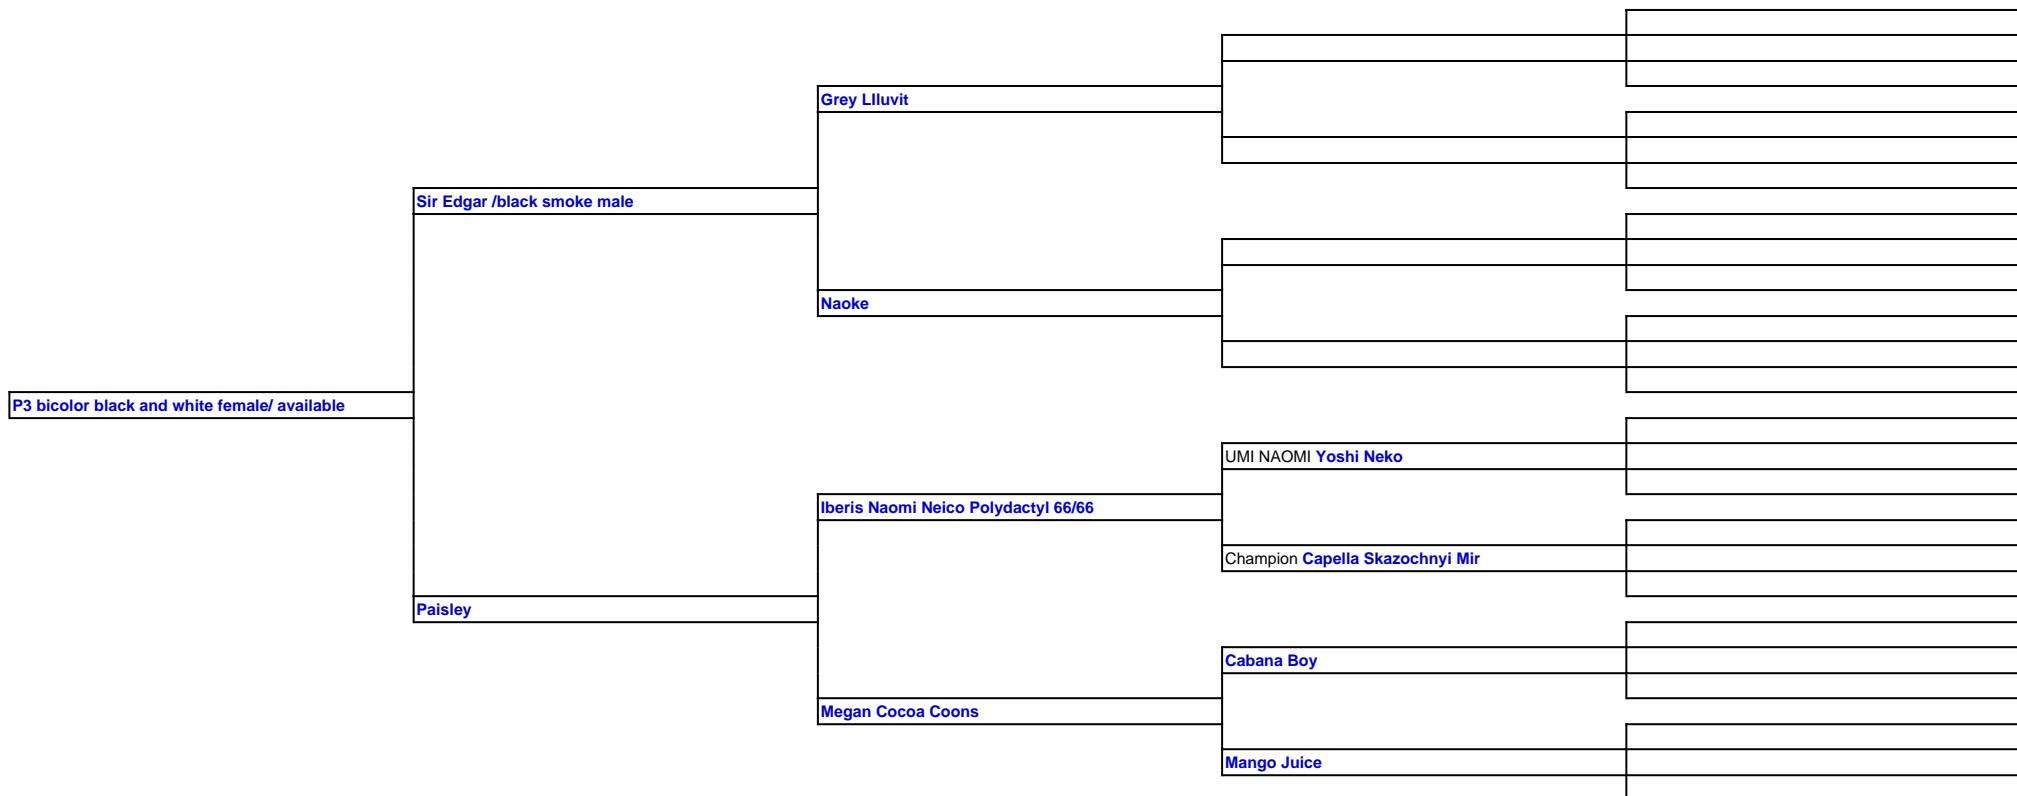 Grey LIluvit
Sir Edgar /black smoke male
Naoke
P3 bicolor black and white female/ available
UMI NAOMI Yoshi Neko
Iberis Naomi Neico Polydactyl 66/66
Champion Capella Skazochnyi Mir
Paisley
Cabana Boy
Megan Cocoa Coons
Mango Juice